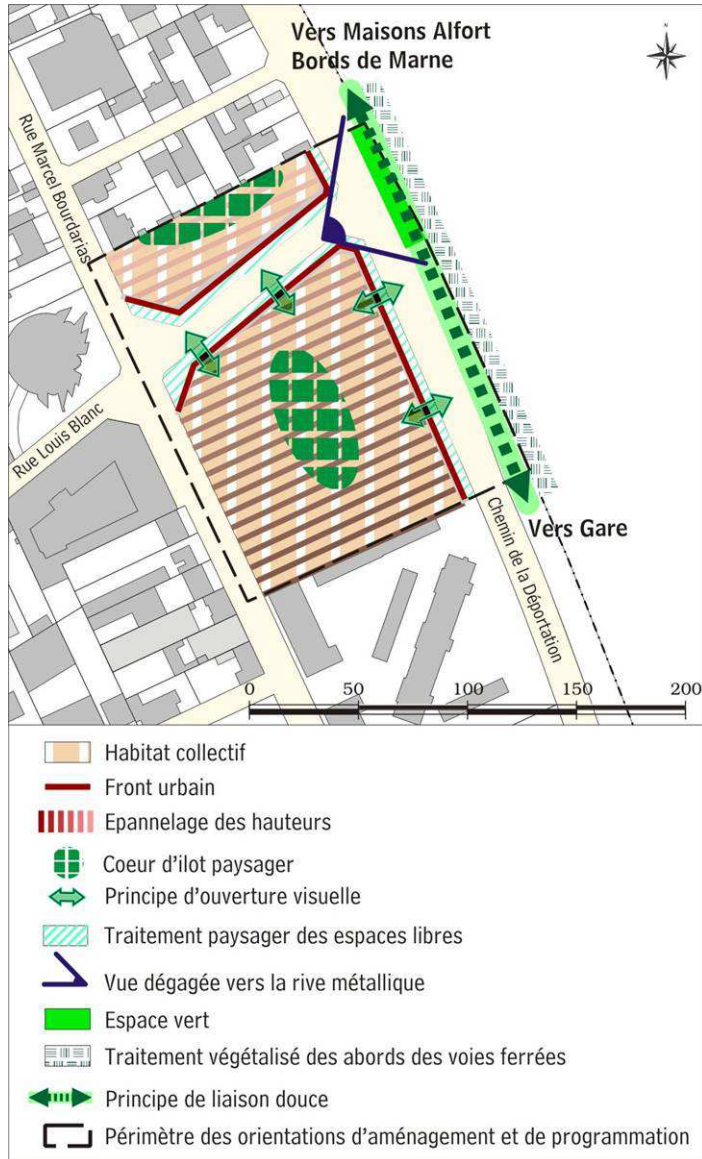 Vers Maisons Alfort
Bords de Marne
Rue Marcel Bourdarias
Rue Louis Blanc
Vers Gare
Chemin de la Déportation
0 50 100 150 200
Habitat collectif
Front urbain
Epannelage des hauteurs
Coeur d'ilot paysager
Principe d'ouverture visuelle
Traitement paysager des espaces libres
Vue dégagée vers la rive métallique
Espace vert
Traitement végétalisé des abords des voies ferrées
Principe de liaison douce
Périmètre des orientations d'aménagement et de programmation